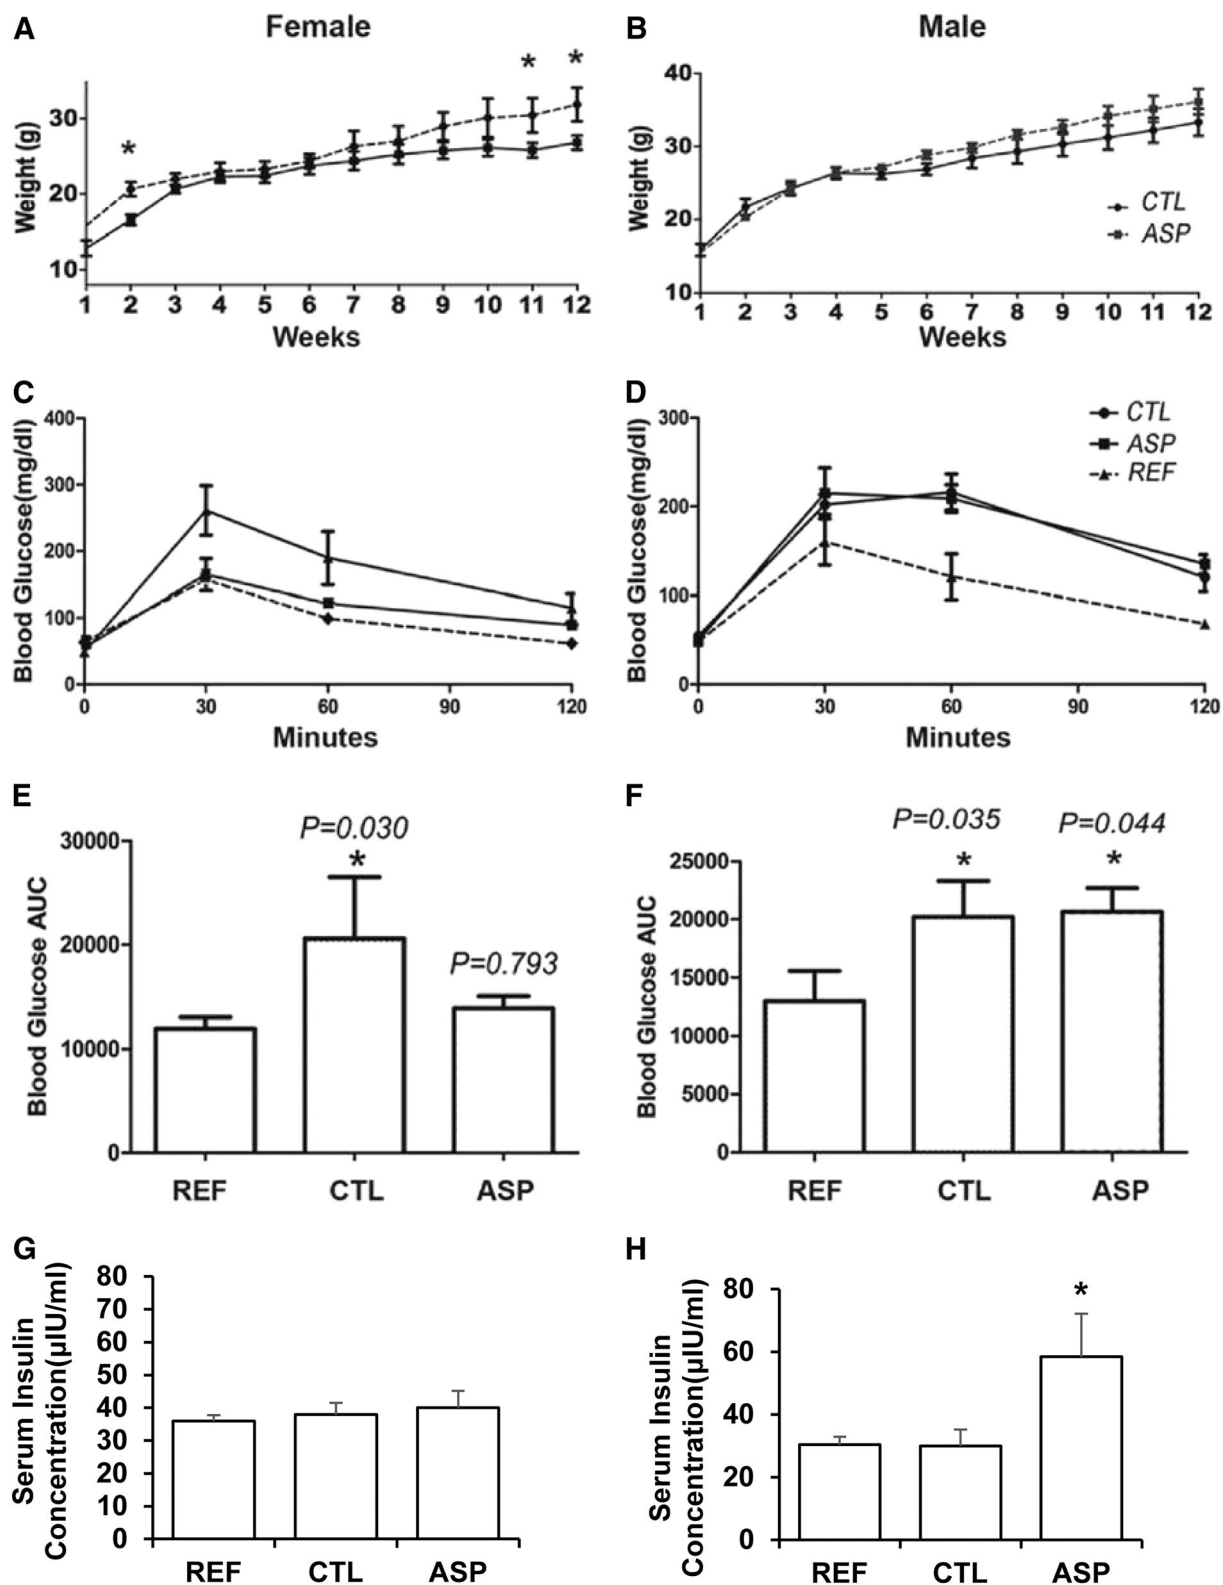 A Female
*
*
*
30
20
10
Weight (g)
1 2 3 4 5 6 7 8 9 10 11 12
Weeks
B Male
40
30
20
10
Weight (g)
CTL
ASP
1 2 3 4 5 6 7 8 9 10 11 12
Weeks
C
400
300
200
100
0
Blood Glucose(mg/dl)
0 30 60 90 120
Minutes
D
300
200
100
0
Blood Glucose(mg/dl)
CTL
ASP
REF
0 30 60 90 120
Minutes
E
30000
20000
10000
0
Blood Glucose AUC
P=0.030
*
P=0.793
REF CTL ASP
F
25000
20000
15000
10000
5000
0
Blood Glucose AUC
P=0.035
*
P=0.044
*
REF CTL ASP
G
80
70
60
50
40
30
20
10
0
Serum Insulin
Concentration(μIU/ml)
REF CTL ASP
H
80
60
40
20
0
Serum Insulin
Concentration(μIU/ml)
*
REF CTL ASP